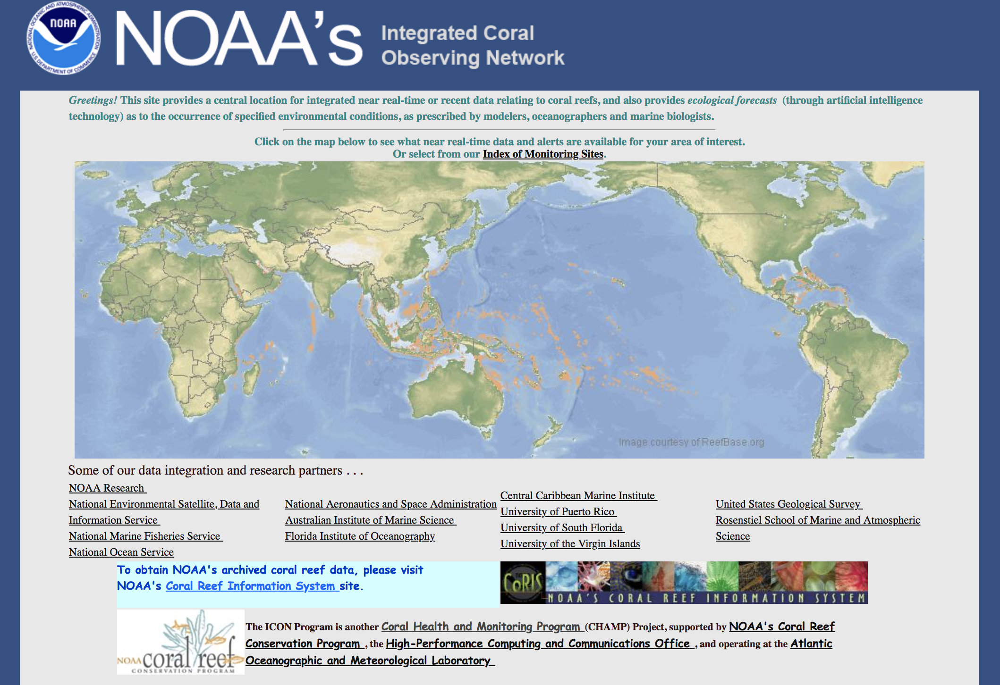 NATIONAL OCEANIC AND ATMOSPHERIC ADMINISTRATION
NOAA
U.S. DEPARTMENT OF COMMERCE
NOAA's
Integrated Coral
Observing Network
Greetings! This site provides a central location for integrated near real-time or recent data relating to coral reefs, and also provides ecological forecasts (through artificial intelligence
technology) as to the occurrence of specified environmental conditions, as prescribed by modelers, oceanographers and marine biologists.
Click on the map below to see what near real-time data and alerts are available for your area of interest.
Or select from our Index of Monitoring Sites.
Image courtesy of ReefBase.org
Some of our data integration and research partners . . .
NOAA Research
National Environmental Satellite, Data and
Information Service
National Marine Fisheries Service
National Ocean Service
National Aeronautics and Space Administration
Australian Institute of Marine Science
Florida Institute of Oceanography
Central Caribbean Marine Institute
University of Puerto Rico
University of South Florida
University of the Virgin Islands
United States Geological Survey
Rosenstiel School of Marine and Atmospheric
Science
To obtain NOAA's archived coral reef data, please visit
NOAA's Coral Reef Information System site.
CoRIS
NOAA'S CORAL REEF INFORMATION SYSTEM
NOAA coral reef
CONSERVATION PROGRAM
The ICON Program is another Coral Health and Monitoring Program (CHAMP) Project, supported by NOAA's Coral Reef
Conservation Program , the High-Performance Computing and Communications Office , and operating at the Atlantic
Oceanographic and Meteorological Laboratory